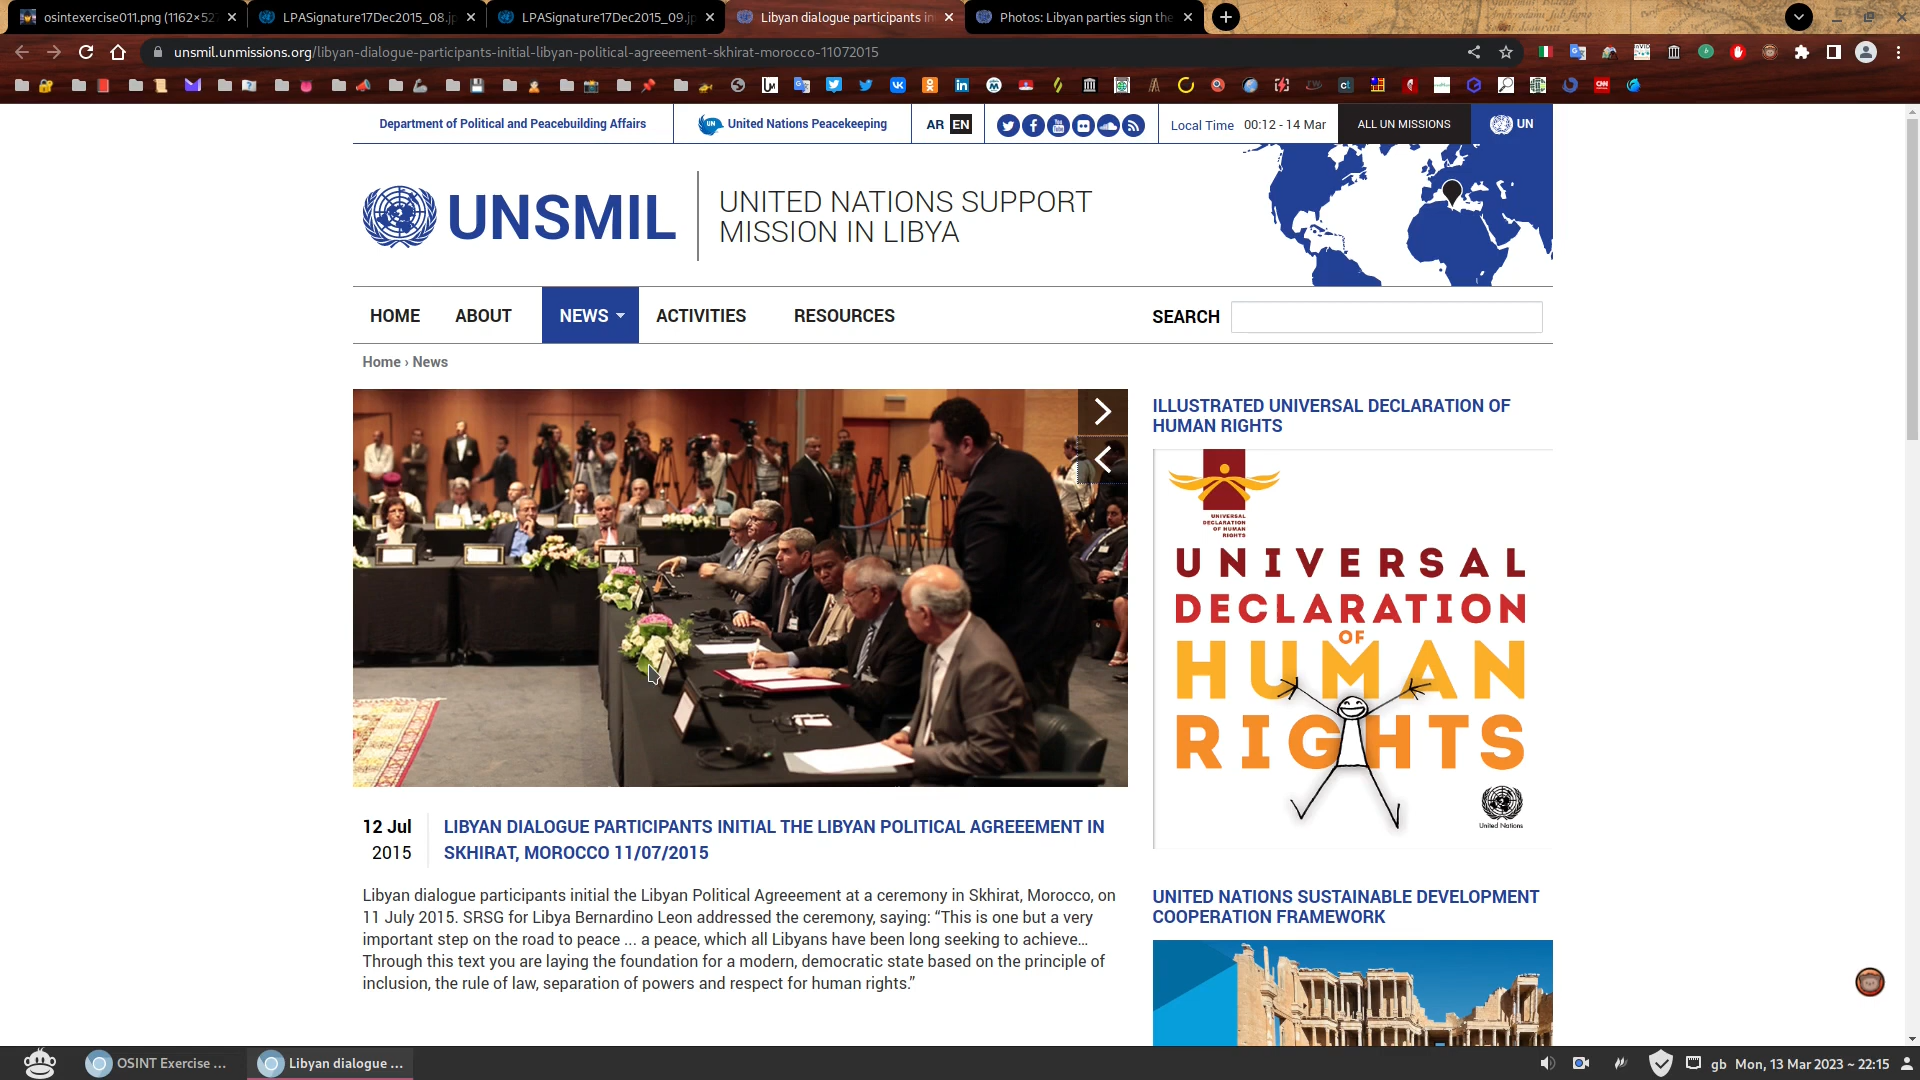 osintexercise011.png (1162×52
LPASignature17Dec2015_08.jp
LPASignature17Dec2015_09.jp
Libyan dialogue participants in
Photos: Libyan parties sign the
unsmil.unmissions.org/libyan-dialogue-participants-initial-libyan-political-agreeement-skhirat-morocco-11072015
Department of Political and Peacebuilding Affairs
UN United Nations Peacekeeping
AR EN
Local Time 00:12 - 14 Mar
ALL UN MISSIONS
UN
UNSMIL
UNITED NATIONS SUPPORT
MISSION IN LIBYA
HOME ABOUT NEWS ACTIVITIES RESOURCES SEARCH
Home › News
12 Jul
2015
LIBYAN DIALOGUE PARTICIPANTS INITIAL THE LIBYAN POLITICAL AGREEEMENT IN
SKHIRAT, MOROCCO 11/07/2015
Libyan dialogue participants initial the Libyan Political Agreeement at a ceremony in Skhirat, Morocco, on
11 July 2015. SRSG for Libya Bernardino Leon addressed the ceremony, saying: “This is one but a very
important step on the road to peace ... a peace, which all Libyans have been long seeking to achieve...
Through this text you are laying the foundation for a modern, democratic state based on the principle of
inclusion, the rule of law, separation of powers and respect for human rights.”
ILLUSTRATED UNIVERSAL DECLARATION OF
HUMAN RIGHTS
UNIVERSAL
DECLARATION
OF HUMAN
RIGHTS
UNIVERSAL
DECLARATION
OF
HUMAN
RIGHTS
United Nations
UNITED NATIONS SUSTAINABLE DEVELOPMENT
COOPERATION FRAMEWORK
OSINT Exercise ...
Libyan dialogue ...
gb Mon, 13 Mar 2023 ~ 22:15